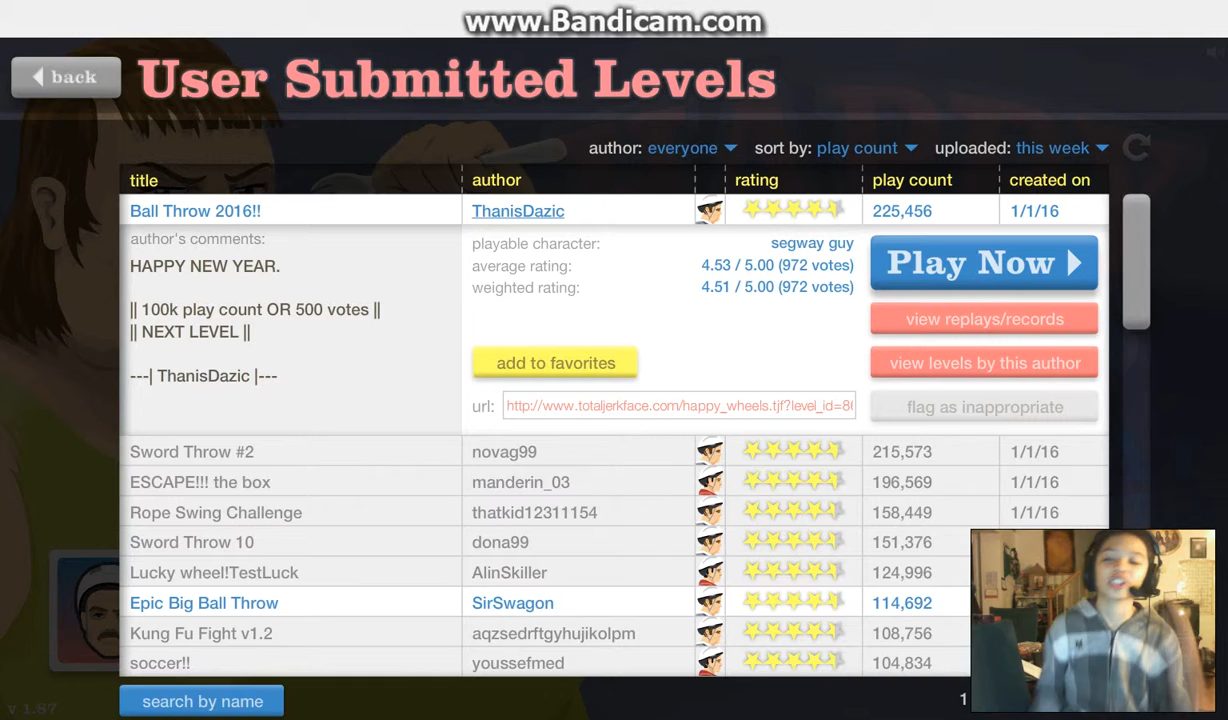 www.Bandicam.com
back
User Submitted Levels
author: everyone sort by: play count uploaded: this week
title author rating play count created on
Ball Throw 2016!! ThanisDazic 225,456 1/1/16
author's comments:
HAPPY NEW YEAR.
|| 100k play count OR 500 votes ||
|| NEXT LEVEL ||
---| ThanisDazic |---
playable character: segway guy
average rating: 4.53 / 5.00 (972 votes)
weighted rating: 4.51 / 5.00 (972 votes)
Play Now
view replays/records
add to favorites
view levels by this author
url: http://www.totaljerkface.com/happy_wheels.tjf?level_id=8
flag as inappropriate
Sword Throw #2 novag99 215,573 1/1/16
ESCAPE!!! the box manderin_03 196,569 1/1/16
Rope Swing Challenge thatkid12311154 158,449 1/1/16
Sword Throw 10 dona99 151,376
Lucky wheel!TestLuck AlinSkiller 124,996
Epic Big Ball Throw SirSwagon 114,692
Kung Fu Fight v1.2 aqzsedrftgyhujikolpm 108,756
soccer!! youssefmed 104,834
search by name
1
v 1.87